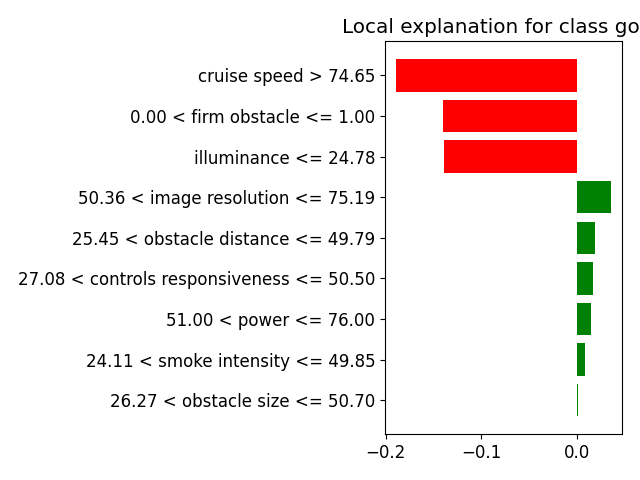 Local explanation for class go
cruise speed > 74.65
0.00 < firm obstacle <= 1.00
illuminance <= 24.78
50.36 < image resolution <= 75.19
25.45 < obstacle distance <= 49.79
27.08 < controls responsiveness <= 50.50
51.00 < power <= 76.00
24.11 < smoke intensity <= 49.85
26.27 < obstacle size <= 50.70
−0.2 −0.1 0.0